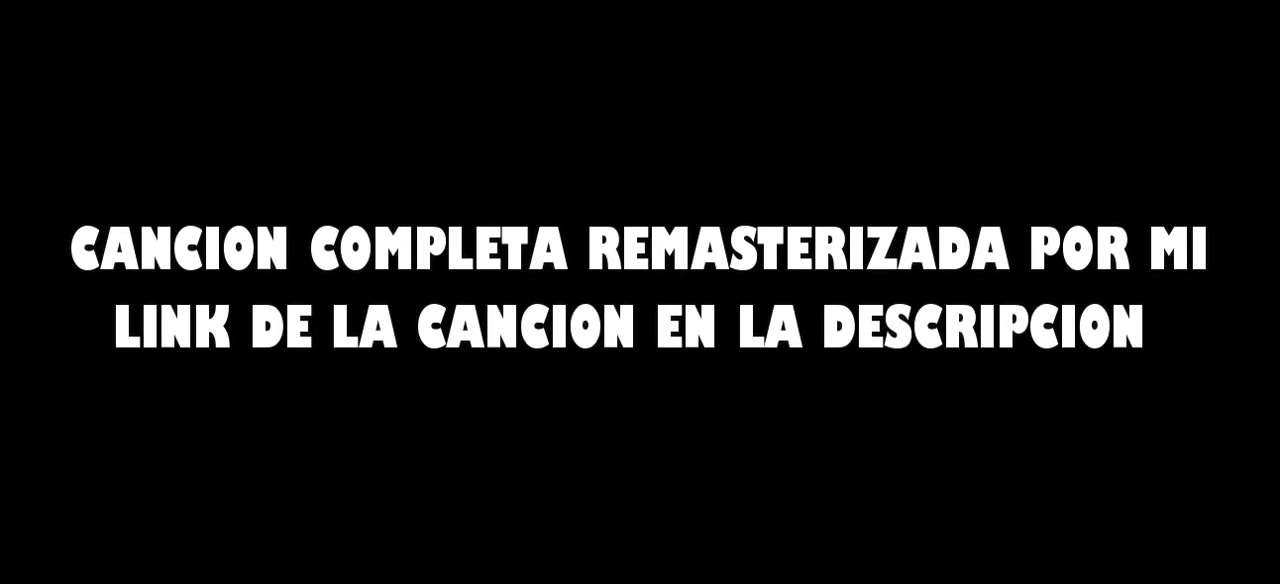 CANCION COMPLETA REMASTERIZADA POR MI
LINK DE LA CANCION EN LA DESCRIPCION